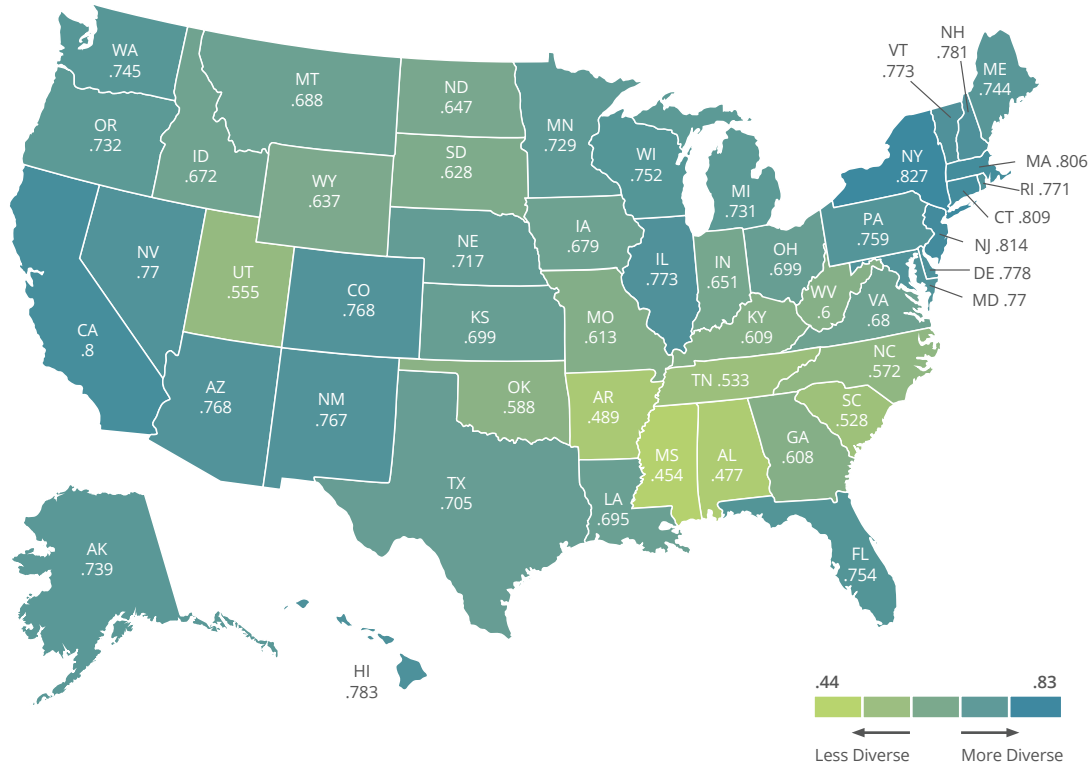 WA
.745
OR
.732
CA
.8
NV
.77
ID
.672
MT
.688
WY
.637
UT
.555
CO
.768
AZ
.768
NM
.767
ND
.647
SD
.628
NE
.717
KS
.699
OK
.588
TX
.705
MN
.729
IA
.679
MO
.613
AR
.489
LA
.695
WI
.752
IL
.773
MI
.731
IN
.651
OH
.699
KY
.609
TN .533
MS
.454
AL
.477
GA
.608
FL
.754
SC
.528
NC
.572
VA
.68
WV
.6
PA
.759
NY
.827
VT
.773
NH
.781
ME
.744
MA .806
RI .771
CT .809
NJ .814
DE .778
MD .77
AK
.739
HI
.783
.44
.83
Less Diverse
More Diverse